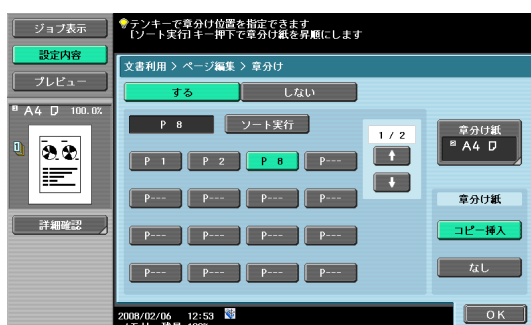 ジョブ表示
設定内容
プレビュー
A4 100.0%
詳細確認
テンキーで章分け位置を指定できます
[ソート実行]キー押下で章分け紙を昇順にします
文書利用 > ページ編集 > 章分け
する しない
P 8 ソート実行
1 / 2
P 1 P 2 P 8 P---
P--- P--- P--- P---
P--- P--- P--- P---
P--- P--- P--- P---
章分け紙
A4
章分け紙
コピー挿入
なし
2008/02/06 12:53
OK